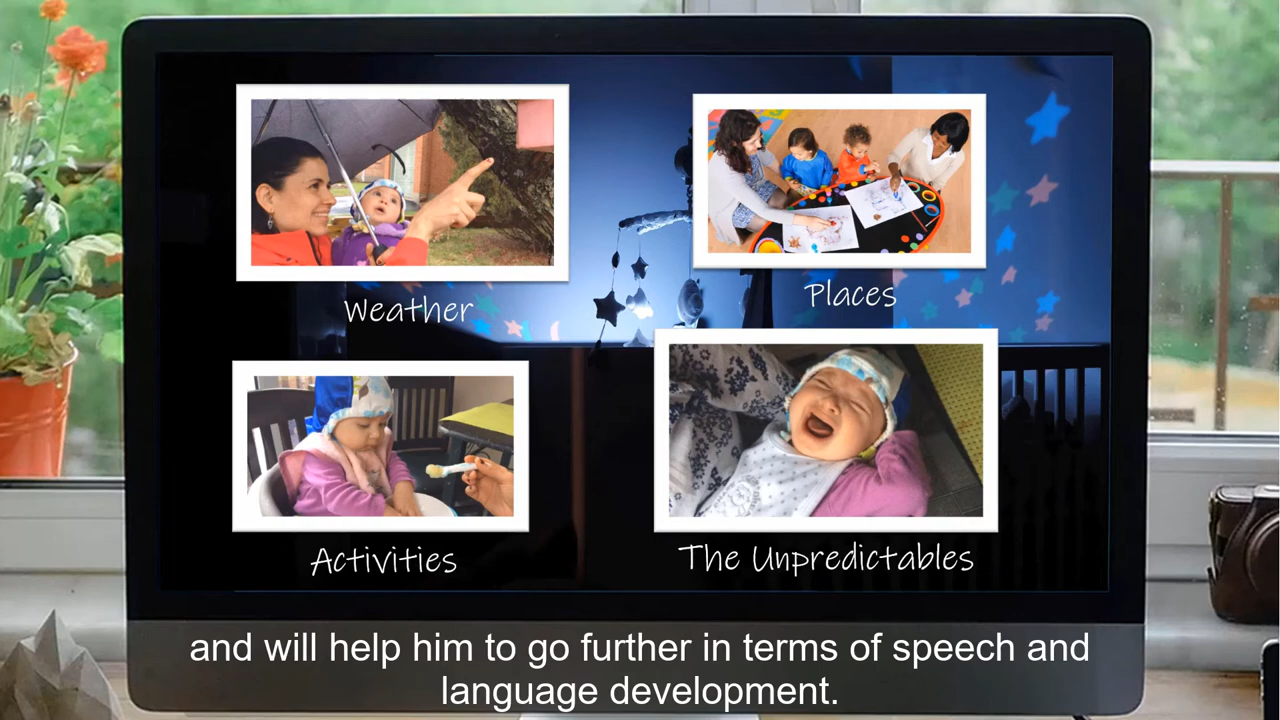 Weather
Places
Activities
The Unpredictables
and will help him to go further in terms of speech and
language development.